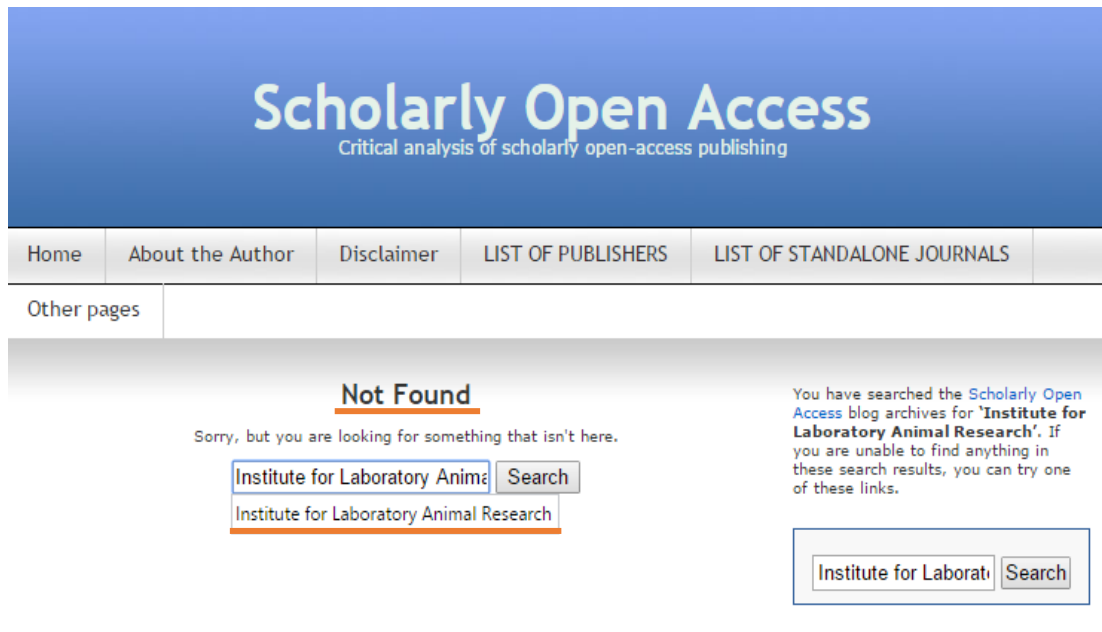 Scholarly Open Access
Critical analysis of scholarly open-access publishing
Home
About the Author
Disclaimer
LIST OF PUBLISHERS
LIST OF STANDALONE JOURNALS
Other pages
Not Found
Sorry, but you are looking for something that isn't here.
Institute for Laboratory Anima Search
Institute for Laboratory Animal Research
You have searched the Scholarly Open
Access blog archives for ‘Institute for
Laboratory Animal Research’. If
you are unable to find anything in
these search results, you can try one
of these links.
Institute for Laborat Search